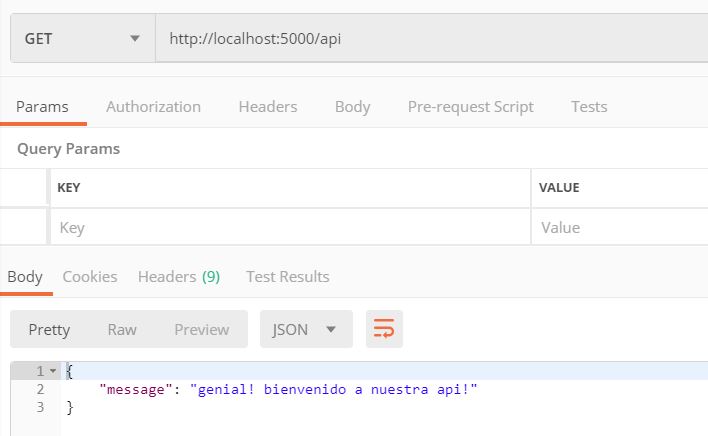 GET http://localhost:5000/api
Params Authorization Headers Body Pre-request Script Tests
Query Params
KEY VALUE
Key Value
Body Cookies Headers (9) Test Results
Pretty Raw Preview JSON
1 {
2 "message": "genial! bienvenido a nuestra api!"
3 }